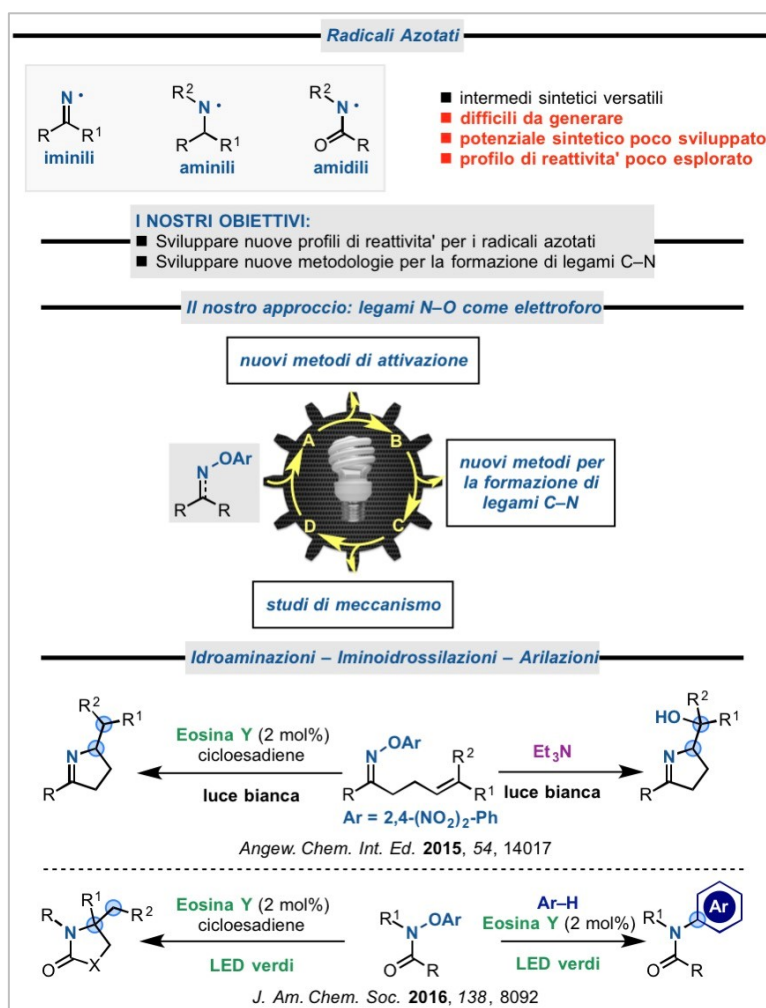 Radicali Azotati
N •
R R¹
iminili
R²
N •
R R¹
aminili
R²
N •
O R
amidili
■ intermedi sintetici versatili
■ difficili da generare
■ potenziale sintetico poco sviluppato
■ profilo di reattivita' poco esplorato
I NOSTRI OBIETTIVI:
■ Sviluppare nuove profili di reattivita' per i radicali azotati
■ Sviluppare nuove metodologie per la formazione di legami C–N
Il nostro approccio: legami N–O come elettroforo
nuovi metodi di attivazione
A B
D C
N OAr
R R
nuovi metodi per
la formazione di
legami C–N
studi di meccanismo
Idroaminazioni – Iminoidrossilazioni – Arilazioni
R² R¹
N
R
Eosina Y (2 mol%)
cicloesadiene
luce bianca
N OAr
R²
R R¹
Ar = 2,4-(NO₂)₂-Ph
Et₃N
luce bianca
R²
HO R¹
N
R
Angew. Chem. Int. Ed. 2015, 54, 14017
R R¹ R²
N
O X
Eosina Y (2 mol%)
cicloesadiene
LED verdi
R¹ N OAr
O R
Ar–H
Eosina Y (2 mol%)
LED verdi
R¹ N Ar
O R
J. Am. Chem. Soc. 2016, 138, 8092